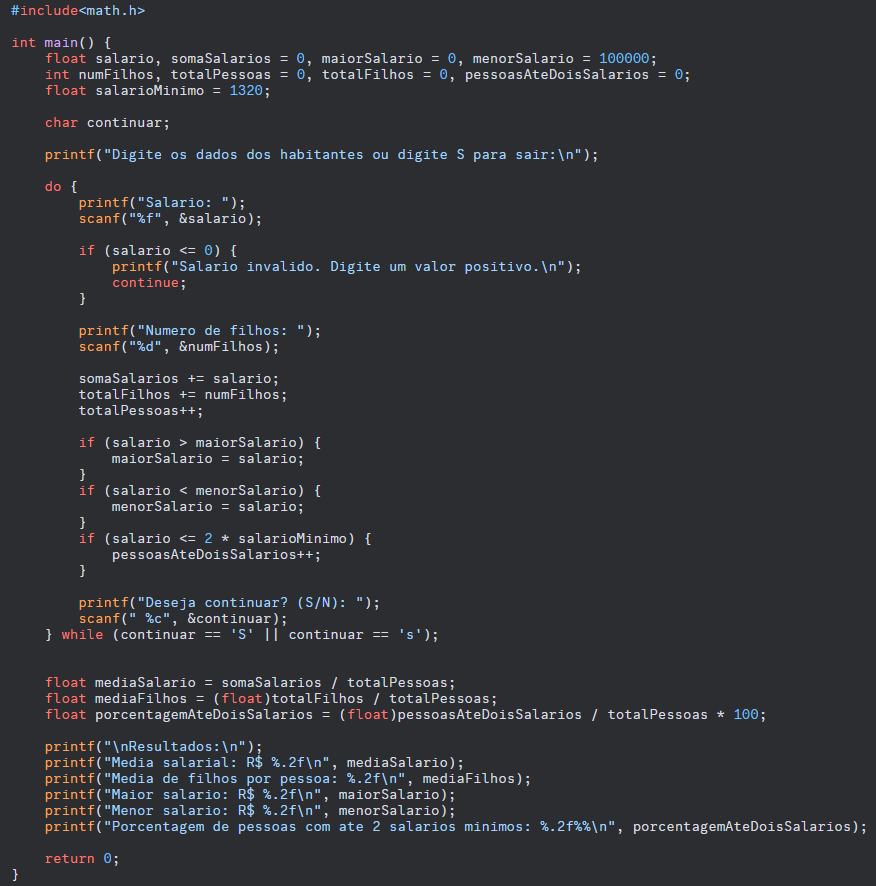 #include<math.h>
int main() {
    float salario, somaSalarios = 0, maiorSalario = 0, menorSalario = 100000;
    int numFilhos, totalPessoas = 0, totalFilhos = 0, pessoasAteDoisSalarios = 0;
    float salarioMinimo = 1320;
    char continuar;
    printf("Digite os dados dos habitantes ou digite S para sair:\n");
    do {
        printf("Salario: ");
        scanf("%f", &salario);
        if (salario <= 0) {
            printf("Salario invalido. Digite um valor positivo.\n");
            continue;
        }
        printf("Numero de filhos: ");
        scanf("%d", &numFilhos);
        somaSalarios += salario;
        totalFilhos += numFilhos;
        totalPessoas++;
        if (salario > maiorSalario) {
            maiorSalario = salario;
        }
        if (salario < menorSalario) {
            menorSalario = salario;
        }
        if (salario <= 2 * salarioMinimo) {
            pessoasAteDoisSalarios++;
        }
        printf("Deseja continuar? (S/N): ");
        scanf(" %c", &continuar);
    } while (continuar == 'S' || continuar == 's');
    float mediaSalario = somaSalarios / totalPessoas;
    float mediaFilhos = (float)totalFilhos / totalPessoas;
    float porcentagemAteDoisSalarios = (float)pessoasAteDoisSalarios / totalPessoas * 100;
    printf("\nResultados:\n");
    printf("Media salarial: R$ %.2f\n", mediaSalario);
    printf("Media de filhos por pessoa: %.2f\n", mediaFilhos);
    printf("Maior salario: R$ %.2f\n", maiorSalario);
    printf("Menor salario: R$ %.2f\n", menorSalario);
    printf("Porcentagem de pessoas com ate 2 salarios minimos: %.2f%%\n", porcentagemAteDoisSalarios);
    return 0;
}